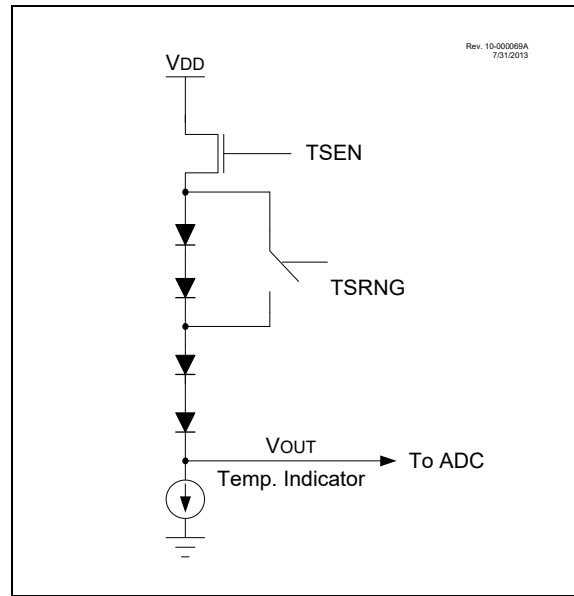 Rev. 10-000069A
7/31/2013
VDD
TSEN
TSRNG
VOUT
To ADC
Temp. Indicator